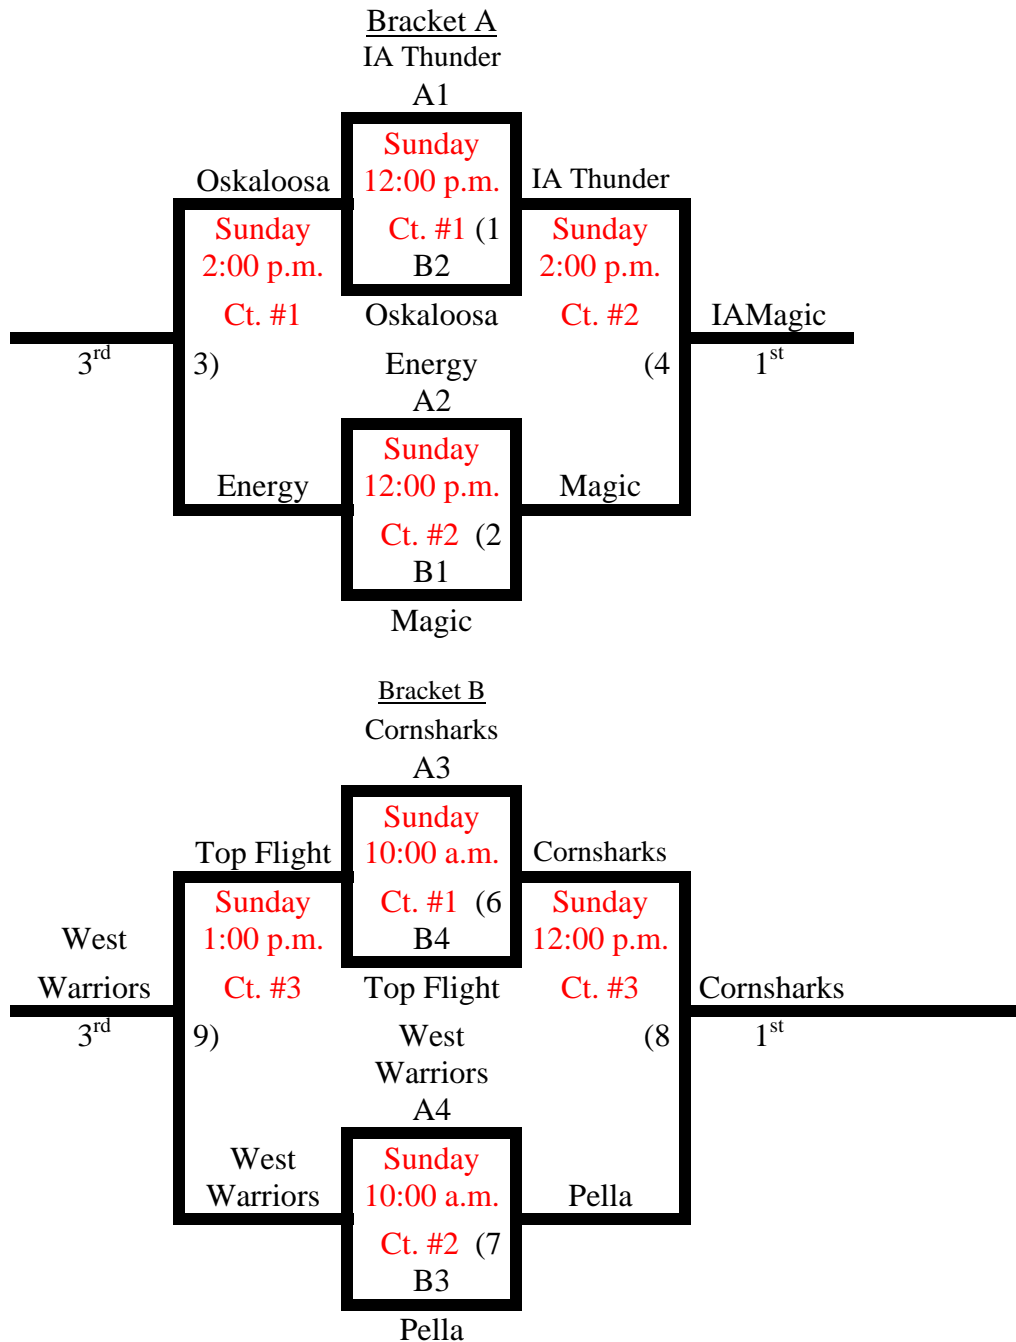 Bracket A
IA Thunder
A1
Sunday
Oskaloosa 12:00 p.m. IA Thunder
Sunday Ct. #1 (1 Sunday
2:00 p.m. B2 2:00 p.m.
Ct. #1 Oskaloosa Ct. #2 IAMagic
3rd 3) Energy (4 1st
A2
Sunday
Energy 12:00 p.m. Magic
Ct. #2 (2
B1
Magic
Bracket B
Cornsharks
A3
Sunday
Top Flight 10:00 a.m. Cornsharks
Sunday Ct. #1 (6 Sunday
West 1:00 p.m. B4 12:00 p.m.
Warriors Ct. #3 Top Flight Ct. #3 Cornsharks
3rd 9) West (8 1st
Warriors
A4
West Sunday
Warriors 10:00 a.m. Pella
Ct. #2 (7
B3
Pella